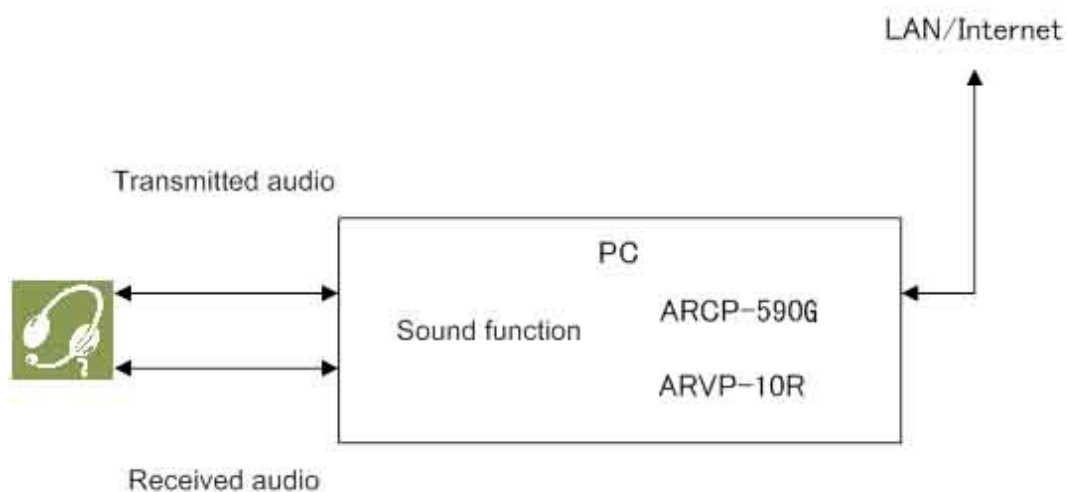 LAN/Internet
Transmitted audio
PC
ARCP-590G
Sound function
ARVP-10R
Received audio